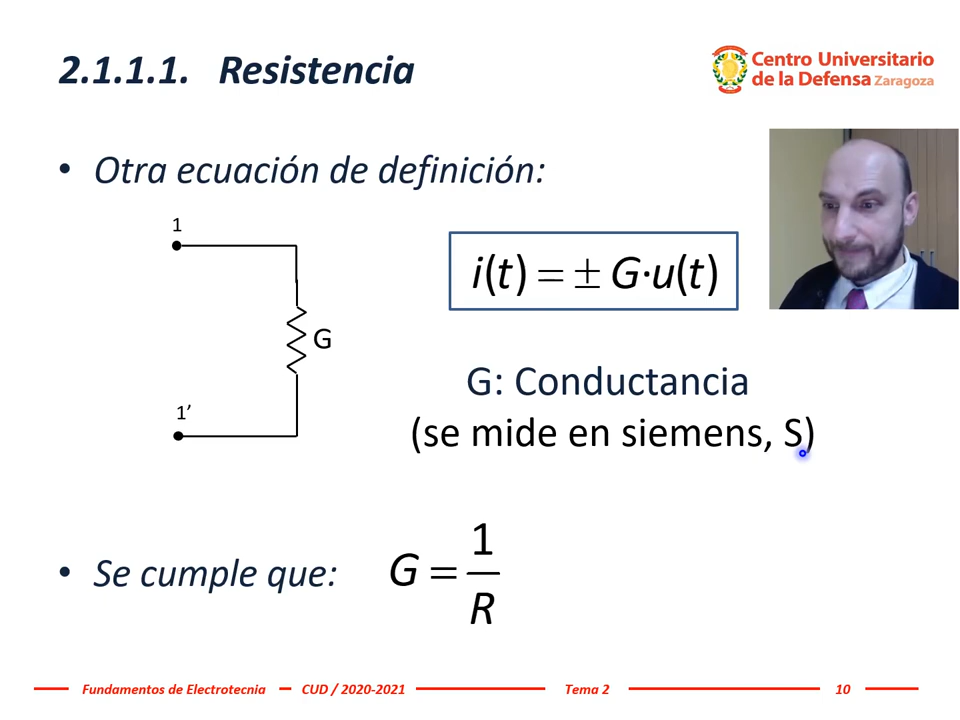 2.1.1.1. Resistencia
Centro Universitario
de la Defensa Zaragoza
• Otra ecuación de definición:
1
i(t) = ± G·u(t)
G
G: Conductancia
1’
(se mide en siemens, S)
• Se cumple que: G = 1/R
Fundamentos de Electrotecnia CUD / 2020-2021 Tema 2 10